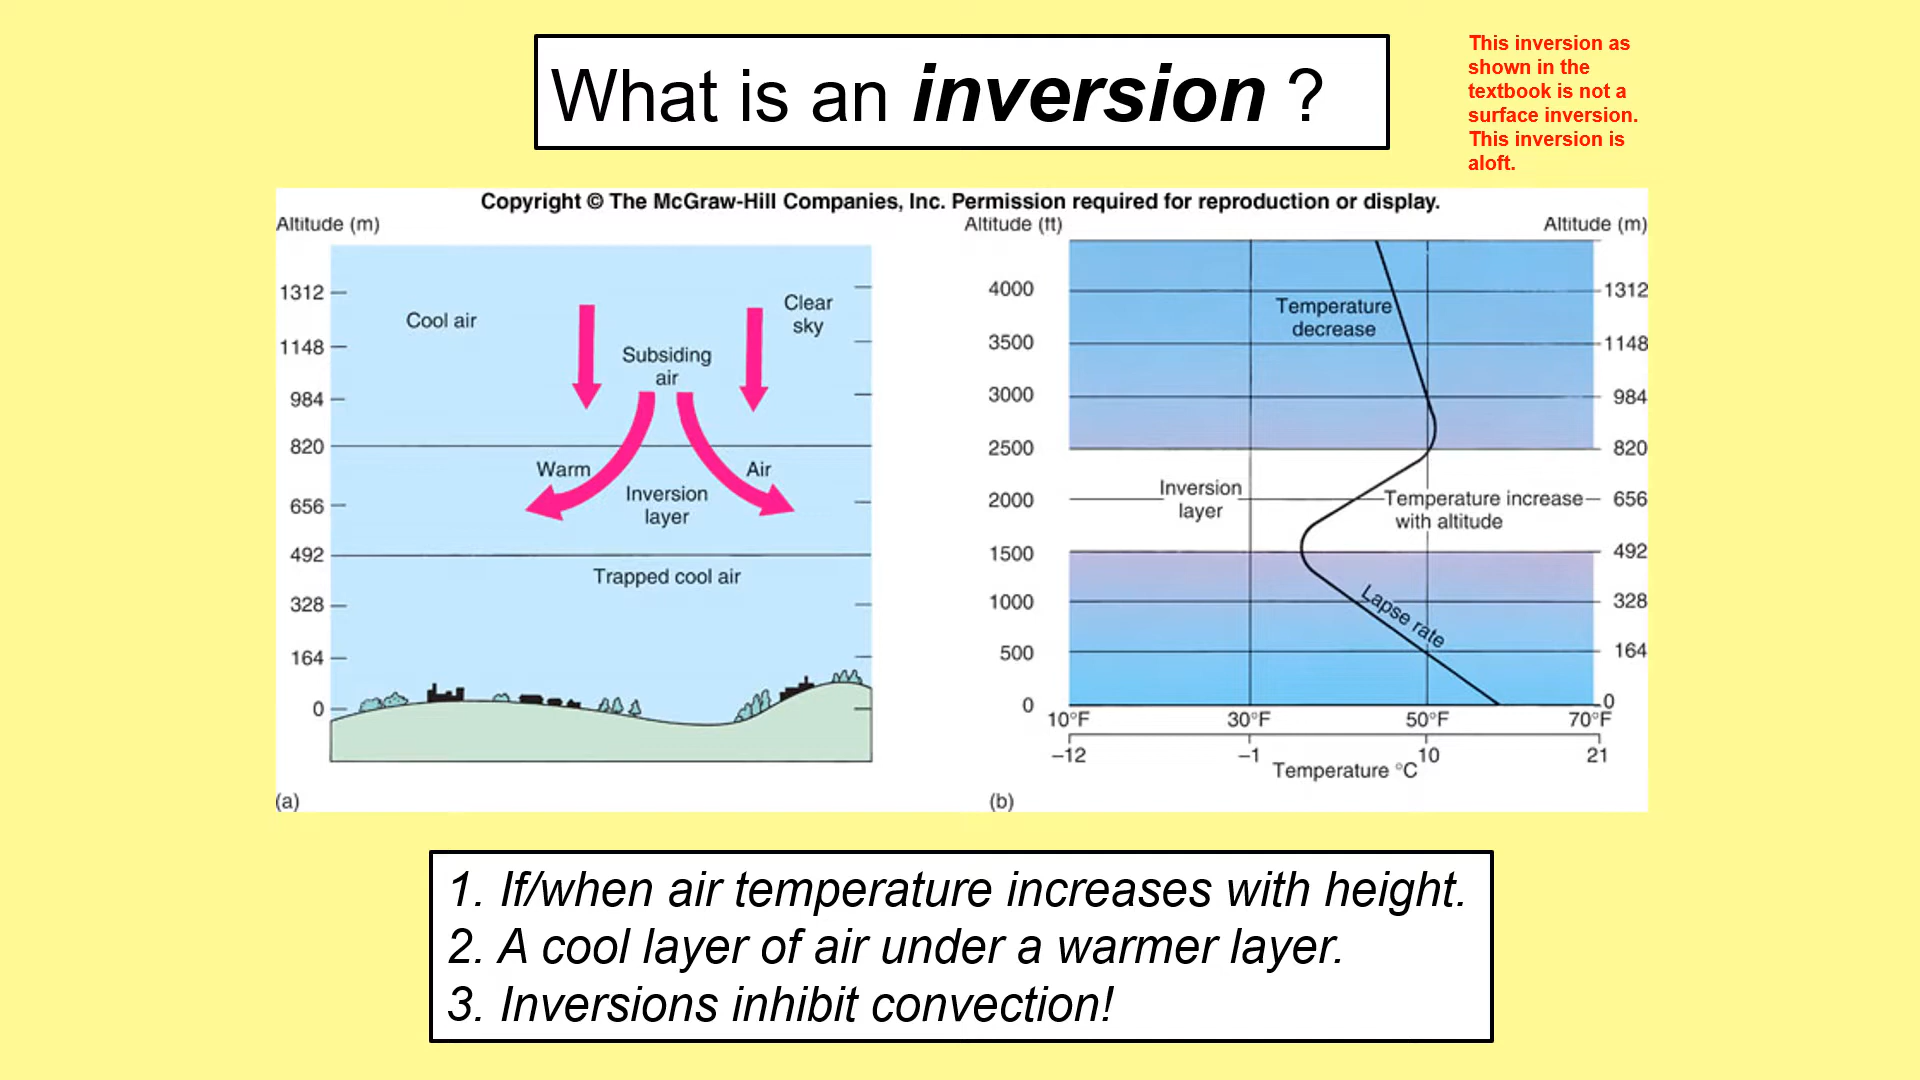 What is an inversion ?
This inversion as
shown in the
textbook is not a
surface inversion.
This inversion is
aloft.
Copyright © The McGraw-Hill Companies, Inc. Permission required for reproduction or display.
Altitude (m)
1312
1148
984
820
656
492
328
164
0
Cool air
Clear
sky
Subsiding
air
Warm
Air
Inversion
layer
Trapped cool air
(a)
Altitude (ft)
Altitude (m)
4000
3500
3000
2500
2000
1500
1000
500
0
Temperature
decrease
Inversion
layer
Temperature increase
with altitude
Lapse rate
1312
1148
984
820
656
492
328
164
0
10°F
30°F
50°F
70°F
–12
–1
10
21
Temperature °C
(b)
1. If/when air temperature increases with height.
2. A cool layer of air under a warmer layer.
3. Inversions inhibit convection!